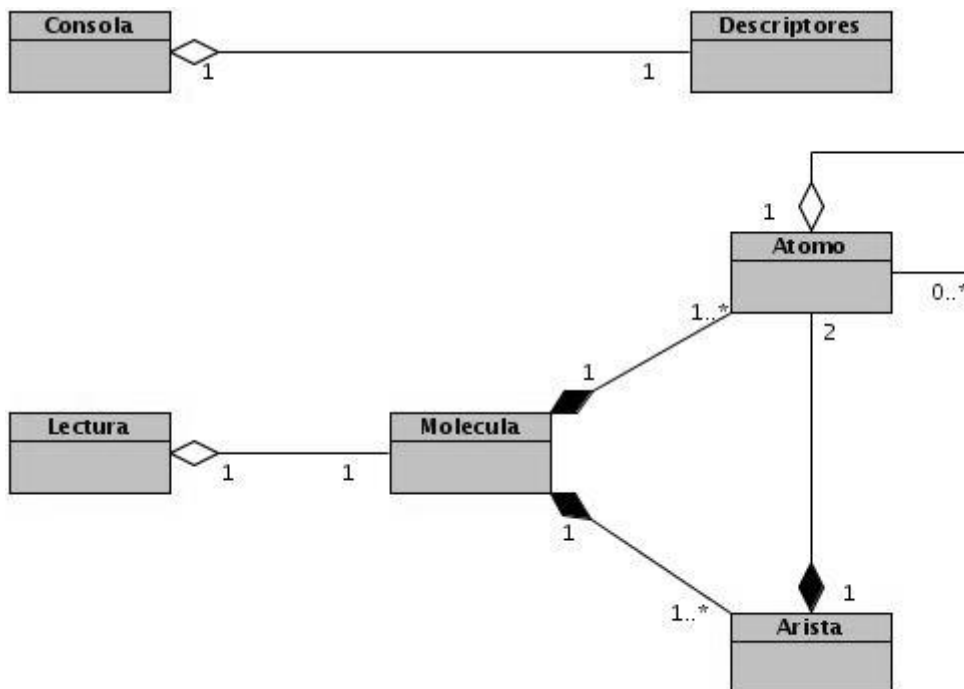 Consola
Descriptores
1
1
1
Atomo
0..*
1..*
2
1
Lectura
Molecula
1
1
1
1
1..*
Arista